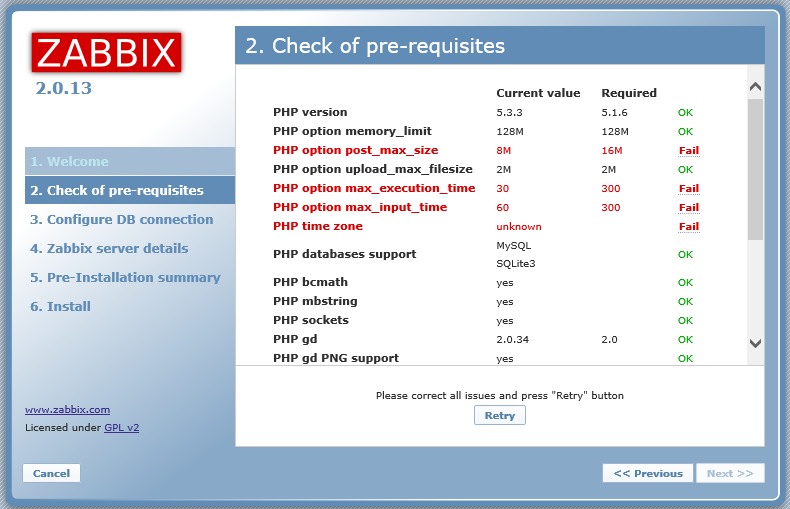 ZABBIX
2.0.13
1. Welcome
2. Check of pre-requisites
3. Configure DB connection
4. Zabbix server details
5. Pre-Installation summary
6. Install
www.zabbix.com
Licensed under GPL v2
Cancel
2. Check of pre-requisites
Current value Required
PHP version 5.3.3 5.1.6 OK
PHP option memory_limit 128M 128M OK
PHP option post_max_size 8M 16M Fail
PHP option upload_max_filesize 2M 2M OK
PHP option max_execution_time 30 300 Fail
PHP option max_input_time 60 300 Fail
PHP time zone unknown Fail
PHP databases support MySQL
SQLite3 OK
PHP bcmath yes OK
PHP mbstring yes OK
PHP sockets yes OK
PHP gd 2.0.34 2.0 OK
PHP gd PNG support yes OK
Please correct all issues and press "Retry" button
Retry
<< Previous Next >>